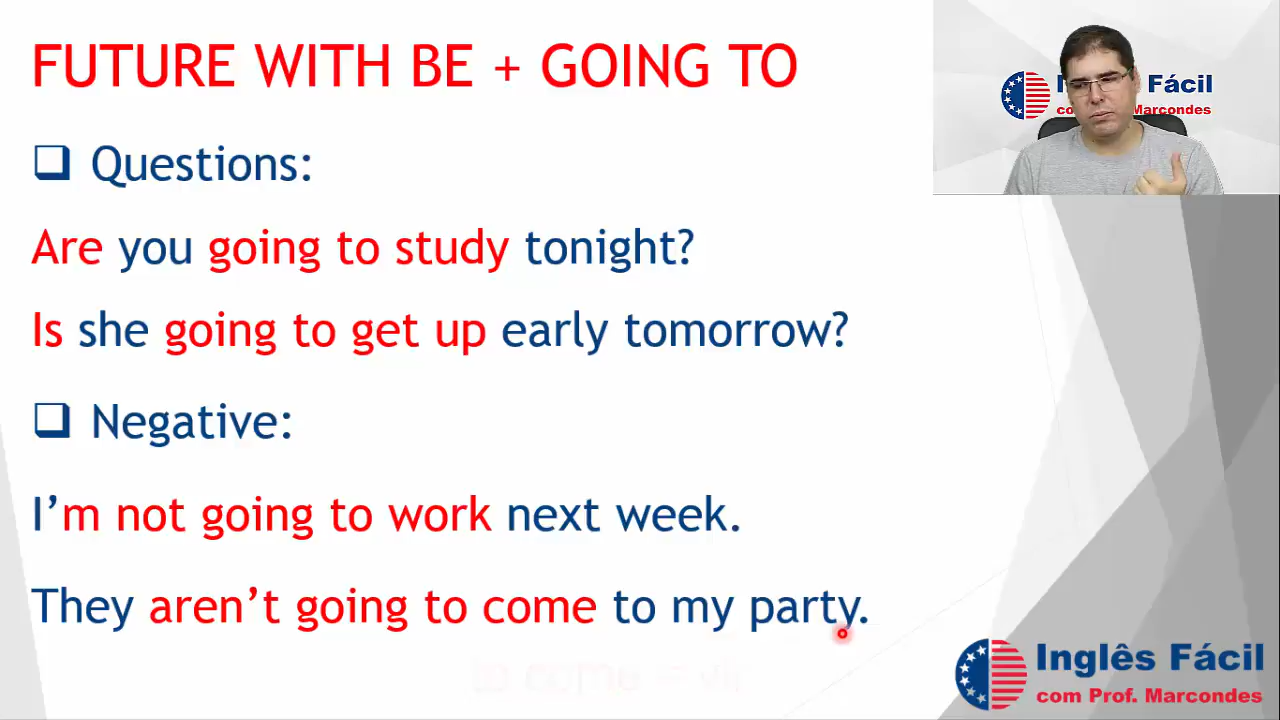 FUTURE WITH BE + GOING TO
Fácil
Marcondes
❑ Questions:
Are you going to study tonight?
Is she going to get up early tomorrow?
❑ Negative:
I’m not going to work next week.
They aren’t going to come to my party.
Inglês Fácil
com Prof. Marcondes